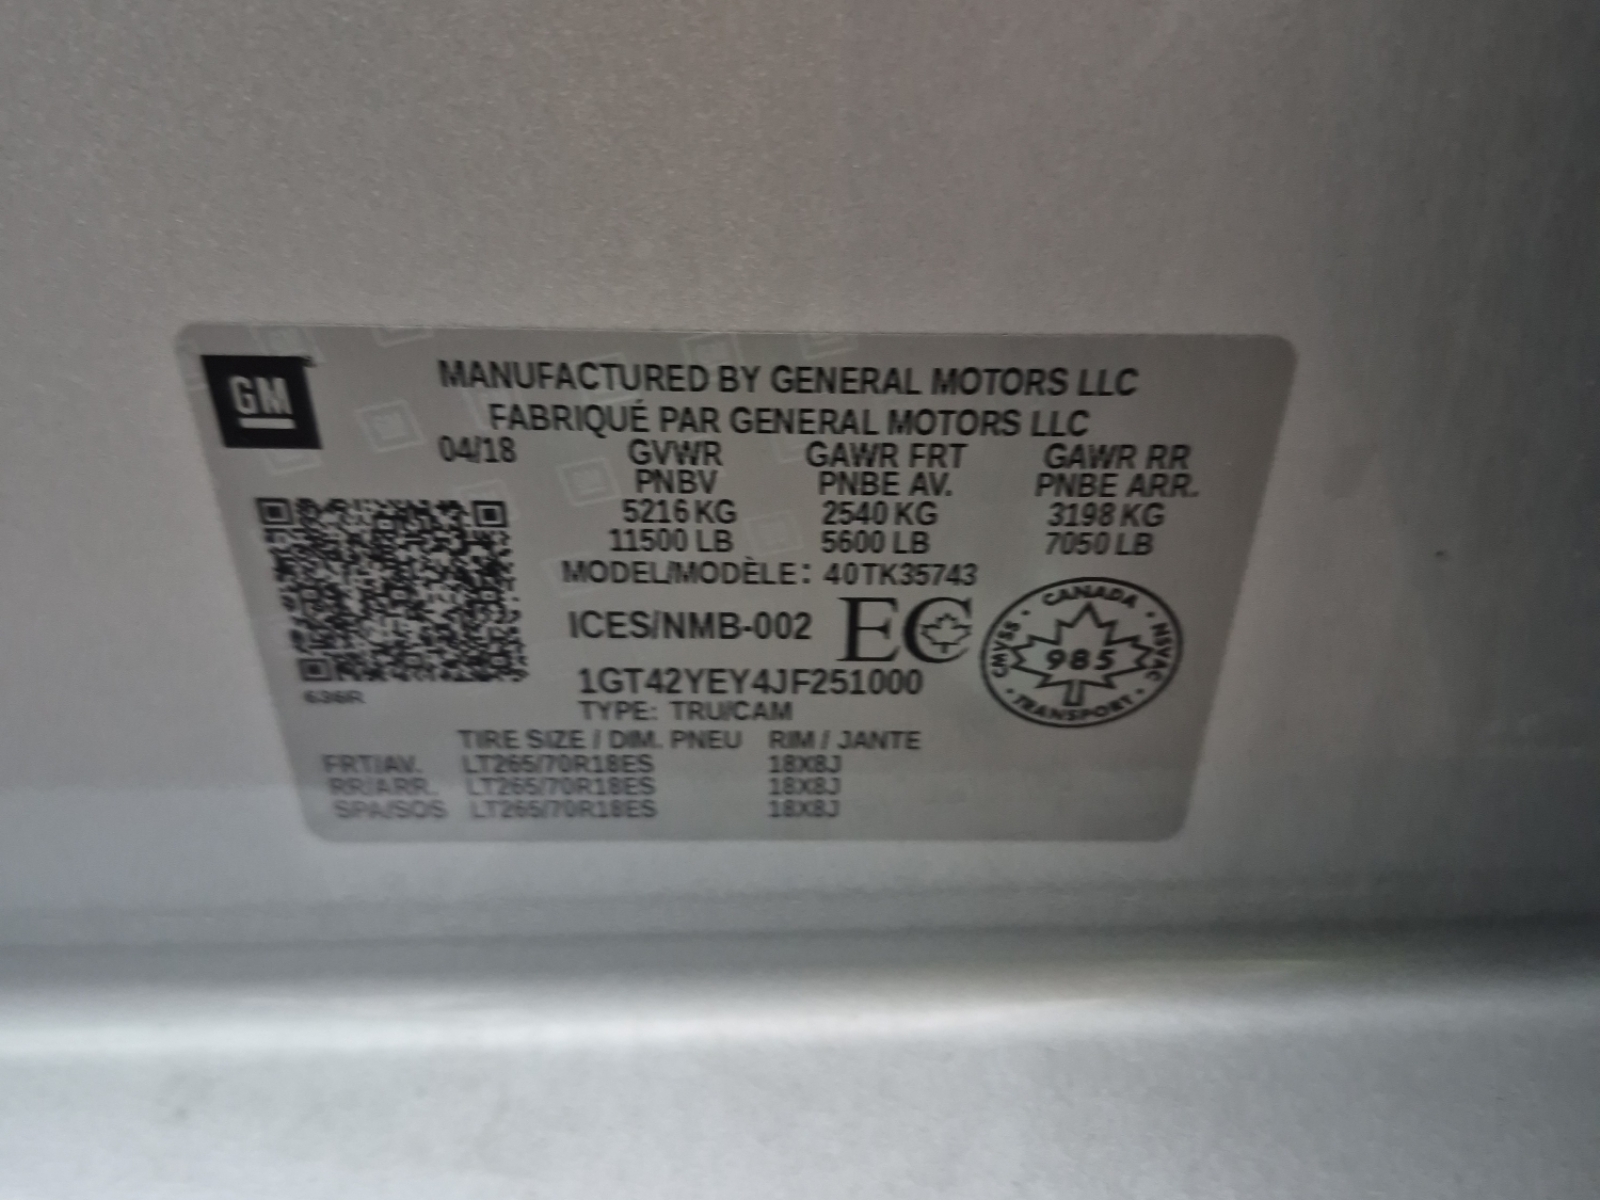 GM
MANUFACTURED BY GENERAL MOTORS LLC
FABRIQUÉ PAR GENERAL MOTORS LLC
04/18 GVWR GAWR FRT GAWR RR
PNBV PNBE AV. PNBE ARR.
5216 KG 2540 KG 3198 KG
11500 LB 5600 LB 7050 LB
MODEL/MODÈLE: 40TK35743
ICES/NMB-002 EC
CANADA
CMVSS 985 NSVAC
TRANSPORT
1GT42YEY4JF251000
636R
TYPE: TRU/CAM
TIRE SIZE / DIM. PNEU RIM / JANTE
FRT/AV. LT265/70R18ES 18X8J
RR/ARR. LT265/70R18ES 18X8J
SPA/SOS LT265/70R18ES 18X8J